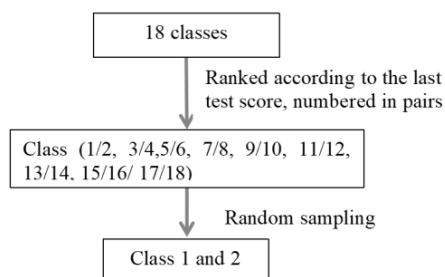 18 classes
Ranked according to the last
test score, numbered in pairs
Class (1/2, 3/4,5/6, 7/8, 9/10, 11/12,
13/14, 15/16/ 17/18)
Random sampling
Class 1 and 2